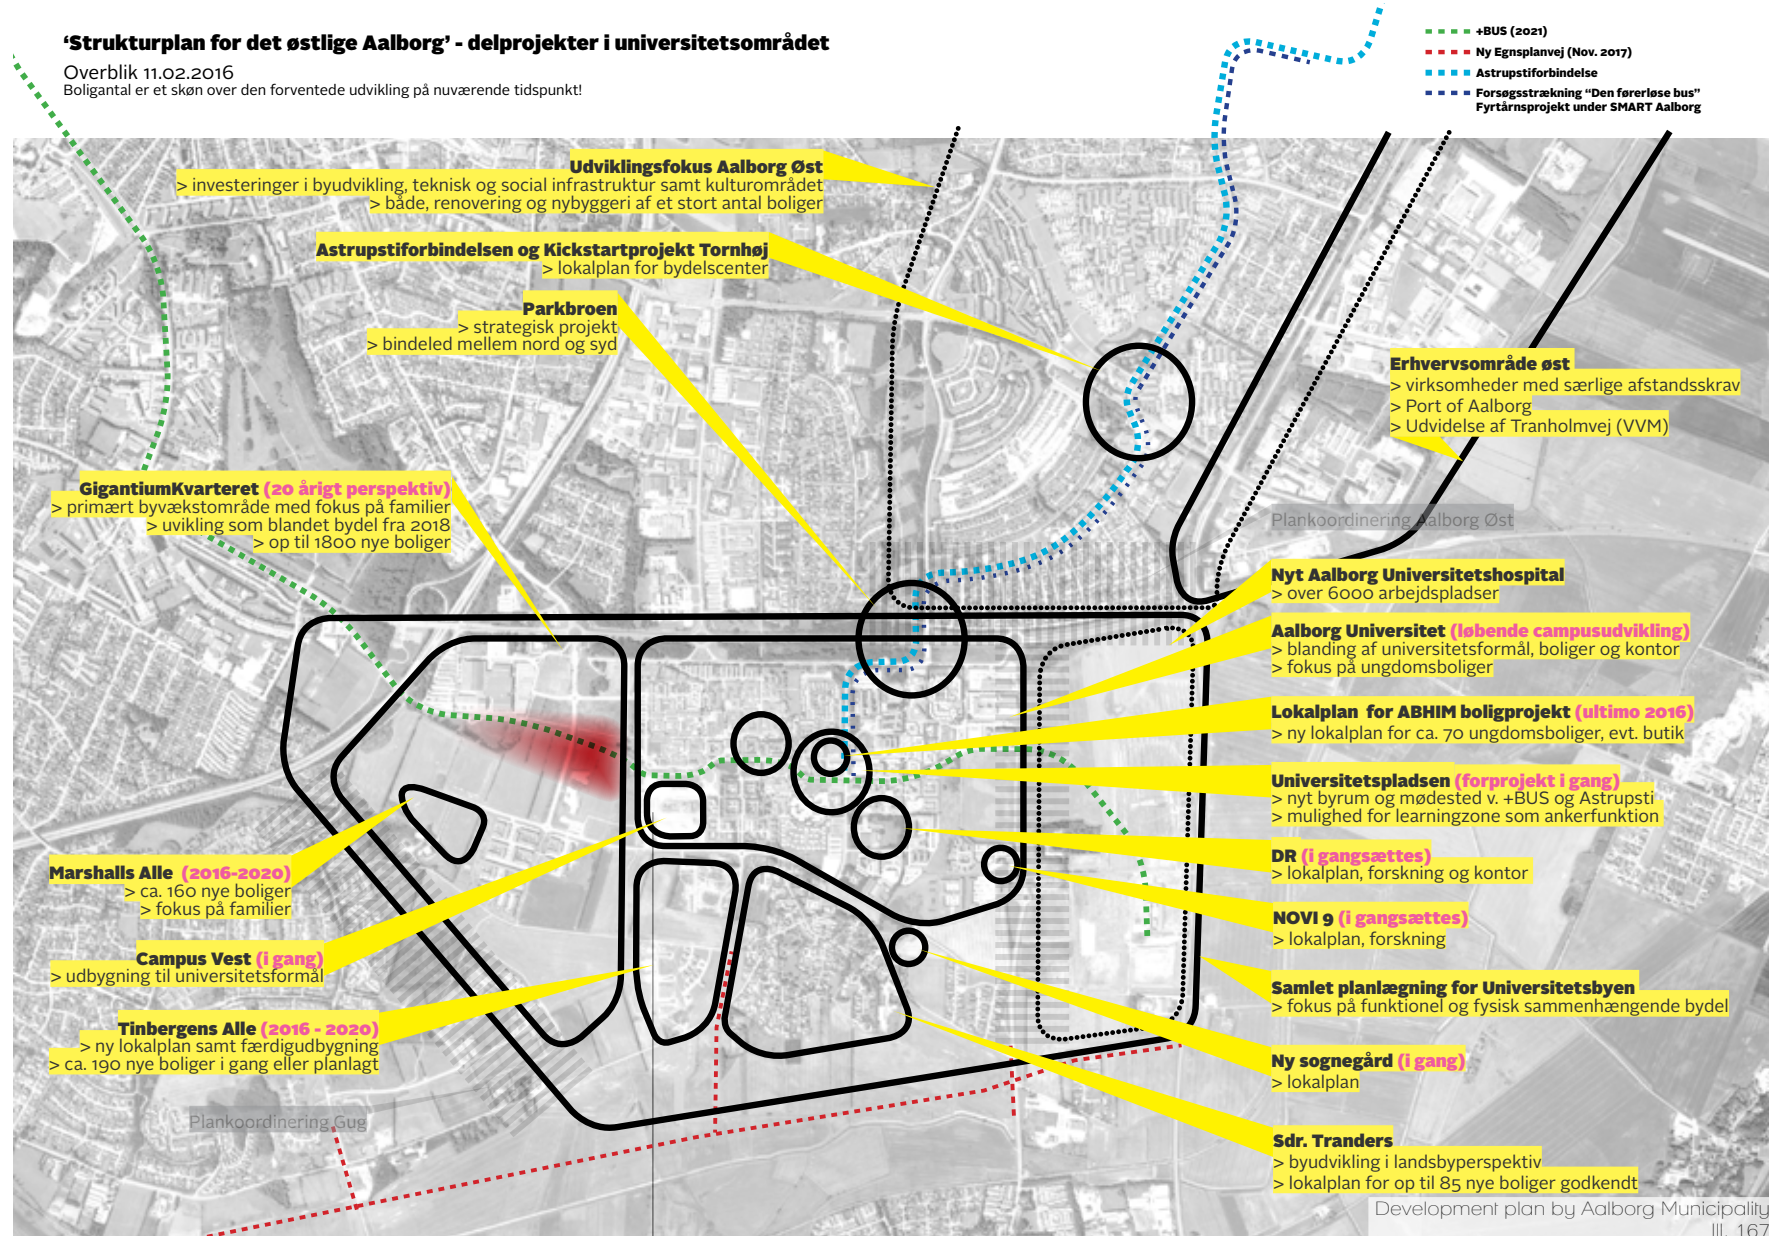 ‘Strukturplan for det østlige Aalborg’ - delprojekter i universitetsområdet
Overblik 11.02.2016
Boligantal er et skøn over den forventede udvikling på nuværende tidspunkt!
+BUS (2021)
Ny Egnsplanvej (Nov. 2017)
Astrupstiforbindelse
Forsøgsstrækning “Den førerløse bus”
Fyrtårnsprojekt under SMART Aalborg
Udviklingsfokus Aalborg Øst
> investeringer i byudvikling, teknisk og social infrastruktur samt kulturområdet
> både, renovering og nybyggeri af et stort antal boliger
Astrupstiforbindelsen og Kickstartprojekt Tornhøj
> lokalplan for bydelscenter
Parkbroen
> strategisk projekt
> bindeled mellem nord og syd
Erhvervsområde øst
> virksomheder med særlige afstandsskrav
> Port of Aalborg
> Udvidelse af Tranholmvej (VVM)
GigantiumKvarteret (20 årigt perspektiv)
> primært byvækstområde med fokus på familier
> uvikling som blandet bydel fra 2018
> op til 1800 nye boliger
Plankoordinering Aalborg Øst
Nyt Aalborg Universitetshospital
> over 6000 arbejdspladser
Aalborg Universitet (løbende campusudvikling)
> blanding af universitetsformål, boliger og kontor
> fokus på ungdomsboliger
Lokalplan for ABHIM boligprojekt (ultimo 2016)
> ny lokalplan for ca. 70 ungdomsboliger, evt. butik
Universitetspladsen (forprojekt i gang)
> nyt byrum og mødested v. +BUS og Astrupsti
> mulighed for learningzone som ankerfunktion
DR (i gangsættes)
> lokalplan, forskning og kontor
NOVI 9 (i gangsættes)
> lokalplan, forskning
Samlet planlægning for Universitetsbyen
> fokus på funktionel og fysisk sammenhængende bydel
Ny sognegård (i gang)
> lokalplan
Sdr. Tranders
> byudvikling i landsbyperspektiv
> lokalplan for op til 85 nye boliger godkendt
Marshalls Alle (2016-2020)
> ca. 160 nye boliger
> fokus på familier
Campus Vest (i gang)
> udbygning til universitetsformål
Tinbergens Alle (2016 - 2020)
> ny lokalplan samt færdigudbygning
> ca. 190 nye boliger i gang eller planlagt
Plankoordinering Gug
Development plan by Aalborg Municipality
Ill. 167